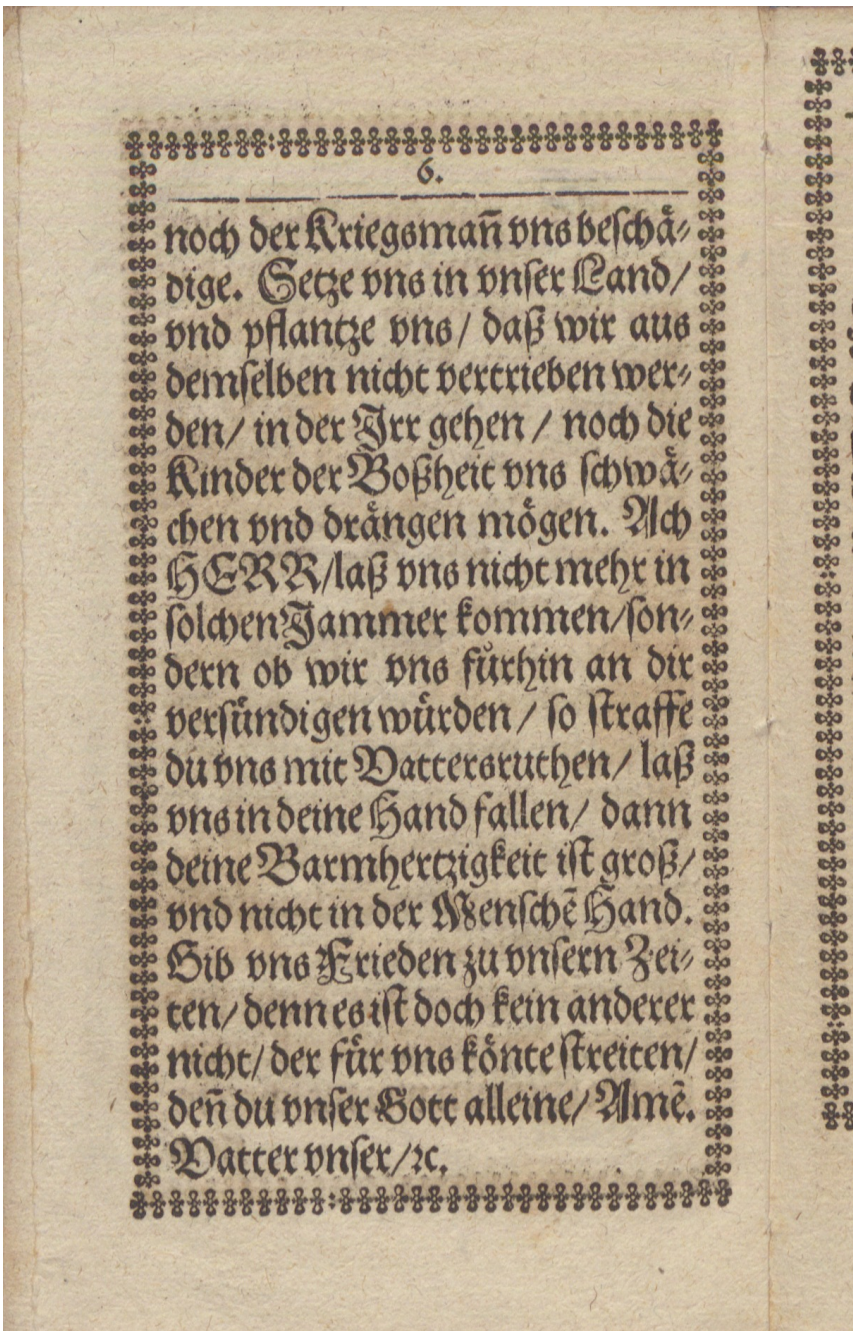 6.
noch der Kriegsmañ vns beschä-
dige. Setze vns in vnser Land/
vnd pflantze vns/ daß wir aus
demselben nicht vertrieben wer-
den/ in der Irr gehen / noch die
Kinder der Boßheit vns schwä-
chen vnd drängen mögen. Ach
HERR/laß vns nicht mehr in
solchen Jammer kommen/son-
dern ob wir vns fürhin an dir
versündigen würden / so straffe
du vns mit Vattersruthen/ laß
vns in deine Hand fallen/ dann
deine Barmhertzigkeit ist groß/
vnd nicht in der Menschẽ Hand.
Gib vns Frieden zu vnsern Zei-
ten/ denn es ist doch kein anderer
nicht/ der für vns könte streiten/
deñ du vnser Gott alleine/ Amẽ.
Vatter vnser/ꝛc.